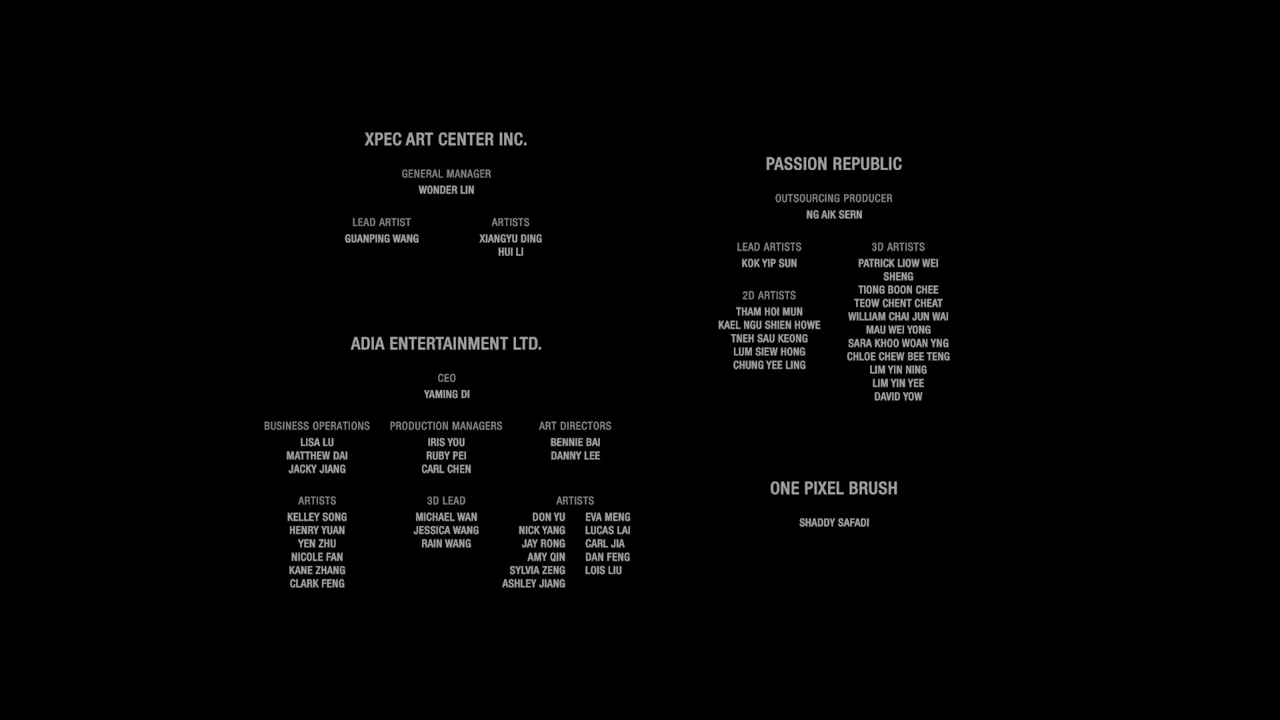 XPEC ART CENTER INC.
GENERAL MANAGER
WONDER LIN
LEAD ARTIST
GUANPING WANG
ARTISTS
XIANGYU DING
HUI LI
ADIA ENTERTAINMENT LTD.
CEO
YAMING DI
BUSINESS OPERATIONS
LISA LU
MATTHEW DAI
JACKY JIANG
PRODUCTION MANAGERS
IRIS YOU
RUBY PEI
CARL CHEN
ART DIRECTORS
BENNIE BAI
DANNY LEE
ARTISTS
KELLEY SONG
HENRY YUAN
YEN ZHU
NICOLE FAN
KANE ZHANG
CLARK FENG
3D LEAD
MICHAEL WAN
JESSICA WANG
RAIN WANG
ARTISTS
DON YU
NICK YANG
JAY RONG
AMY QIN
SYLVIA ZENG
ASHLEY JIANG
EVA MENG
LUCAS LAI
CARL JIA
DAN FENG
LOIS LIU
PASSION REPUBLIC
OUTSOURCING PRODUCER
NG AIK SERN
LEAD ARTISTS
KOK YIP SUN
2D ARTISTS
THAM HOI MUN
KAEL NGU SHIEN HOWE
TNEH SAU KEONG
LUM SIEW HONG
CHUNG YEE LING
3D ARTISTS
PATRICK LIOW WEI
SHENG
TIONG BOON CHEE
TEOW CHENT CHEAT
WILLIAM CHAI JUN WAI
MAU WEI YONG
SARA KHOO WOAN YNG
CHLOE CHEW BEE TENG
LIM YIN NING
LIM YIN YEE
DAVID YOW
ONE PIXEL BRUSH
SHADDY SAFADI